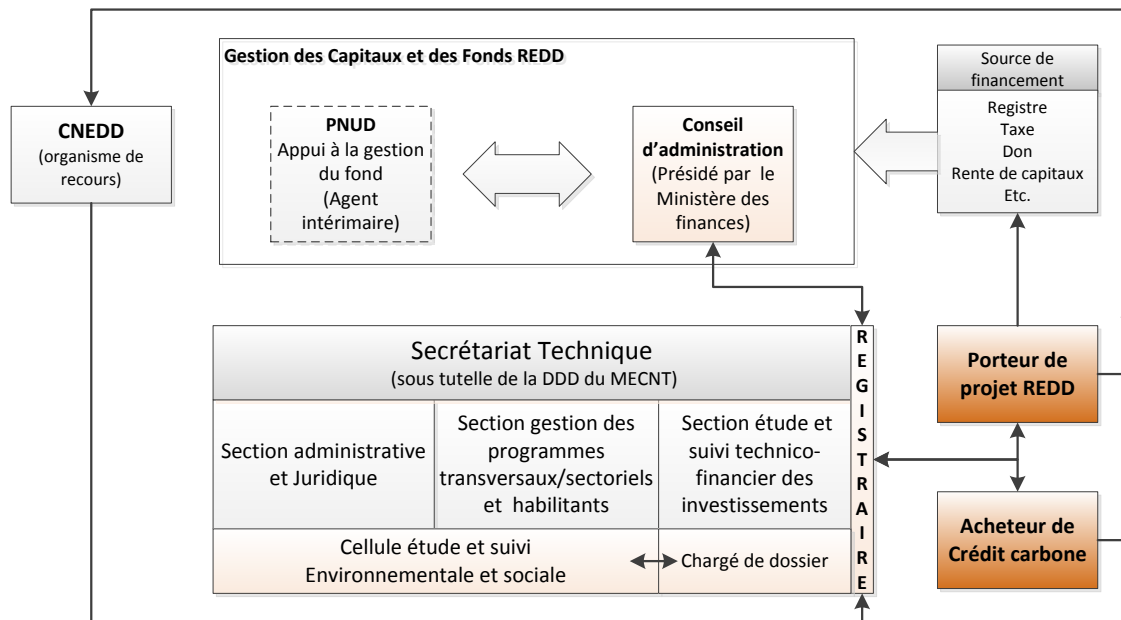 Gestion des Capitaux et des Fonds REDD
CNEDD
(organisme de
recours)
PNUD
Appui à la gestion
du fond
(Agent
intérimaire)
Conseil
d'administration
(Présidé par le
Ministère des
finances)
Source de
financement
Registre
Taxe
Don
Rente de capitaux
Etc.
Secrétariat Technique
(sous tutelle de la DDD du MECNT)
Section administrative
et Juridique
Section gestion des
programmes
transversaux/sectoriels
et habilitants
Section étude et
suivi technico-
financier des
investissements
Cellule étude et suivi
Environnementale et sociale
Chargé de dossier
R
E
G
I
S
T
R
A
I
R
E
Porteur de
projet REDD
Acheteur de
Crédit carbone